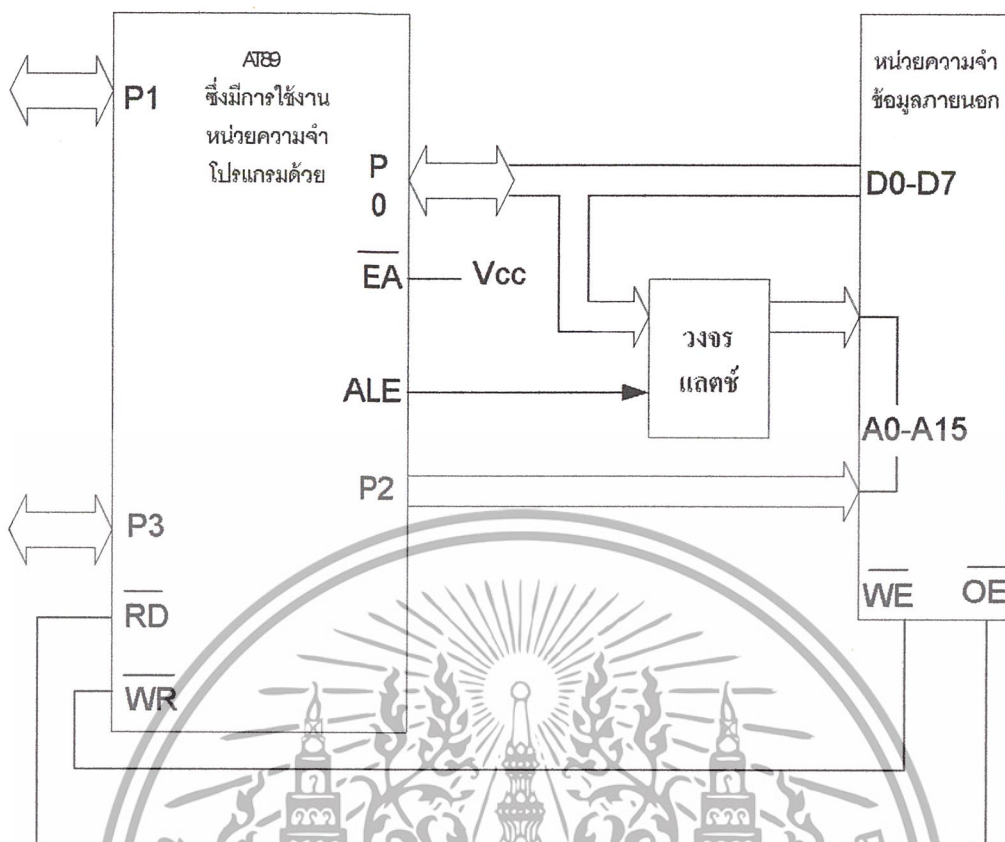 AT89
ซึ่งมีการใช้งาน
หน่วยความจำ
โปรแกรมด้วย
หน่วยความจำ
ข้อมูลภายนอก
P1
P
0
D0-D7
EA
Vcc
วงจร
แลตช์
ALE
A0-A15
P2
P3
WE
OE
RD
WR